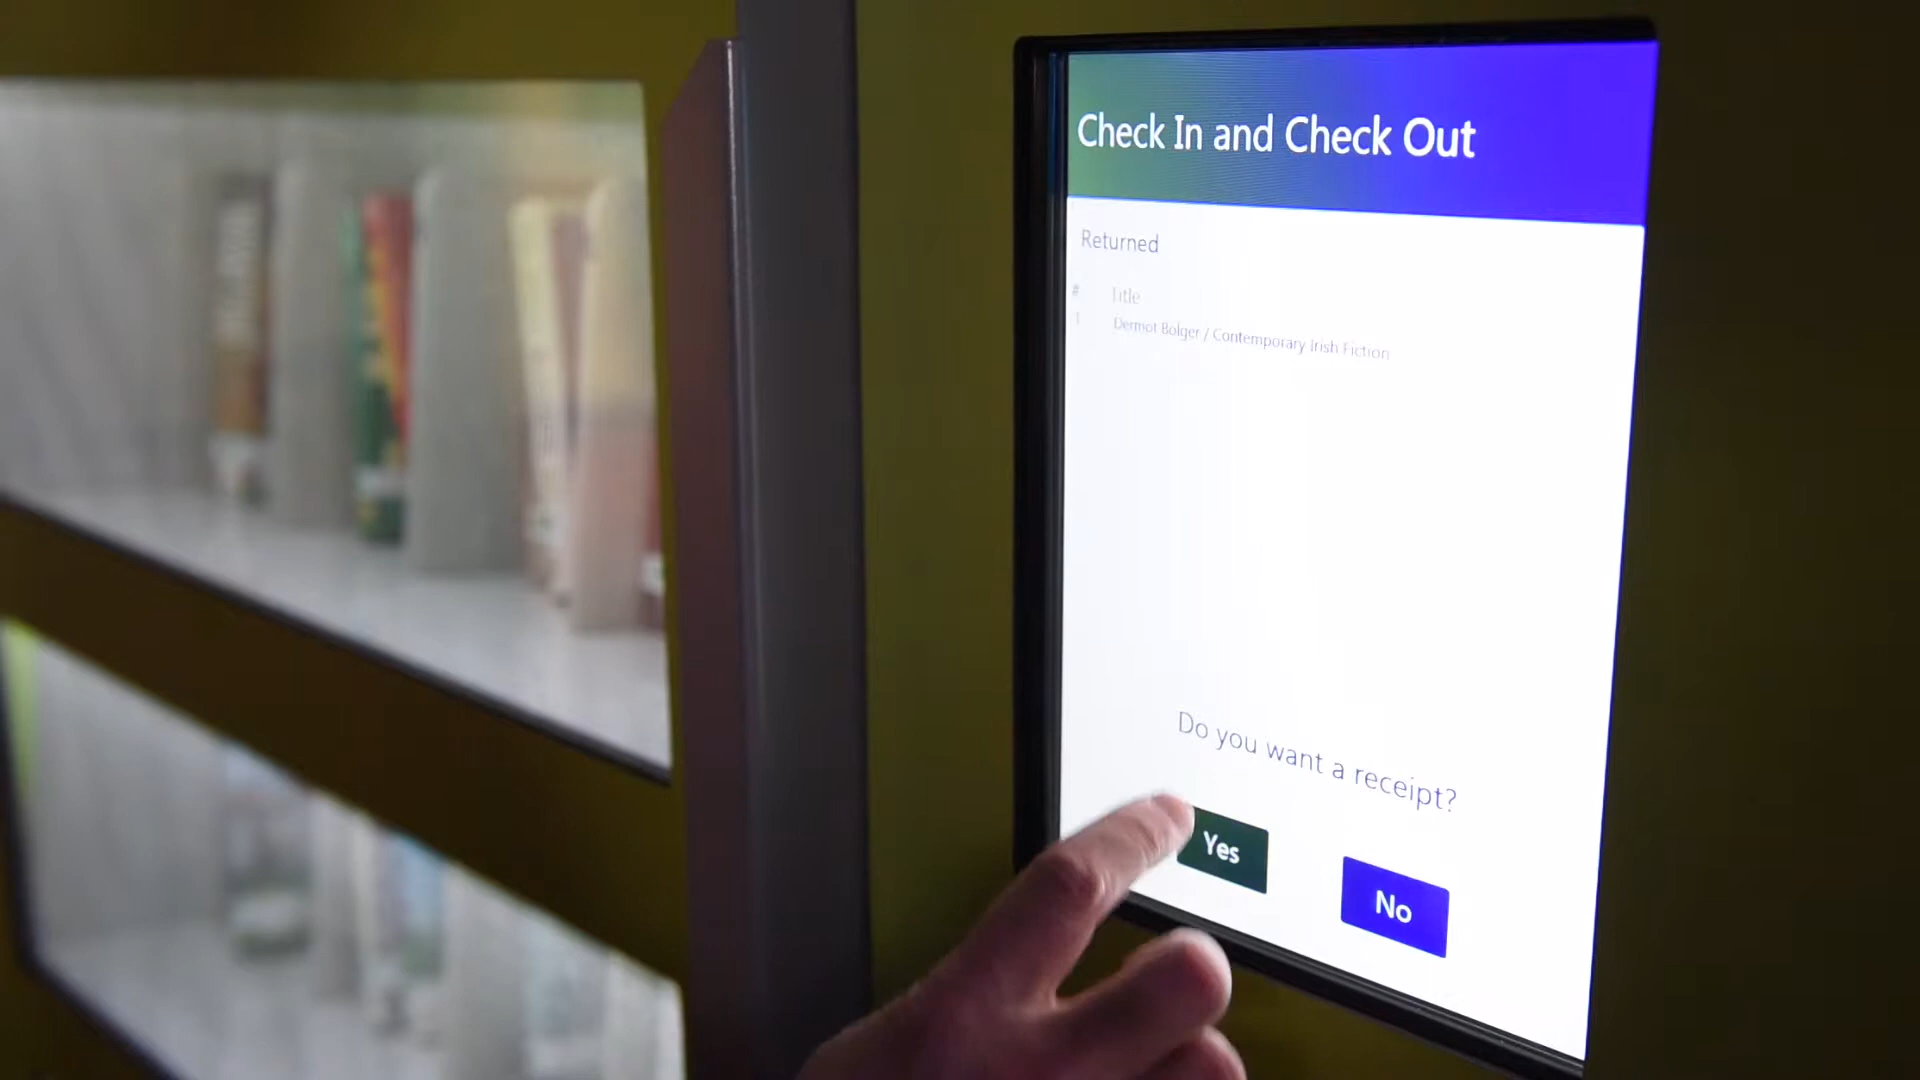 Check In and Check Out
Returned
# Title
1 Dermot Bolger / Contemporary Irish Fiction
Do you want a receipt?
Yes
No